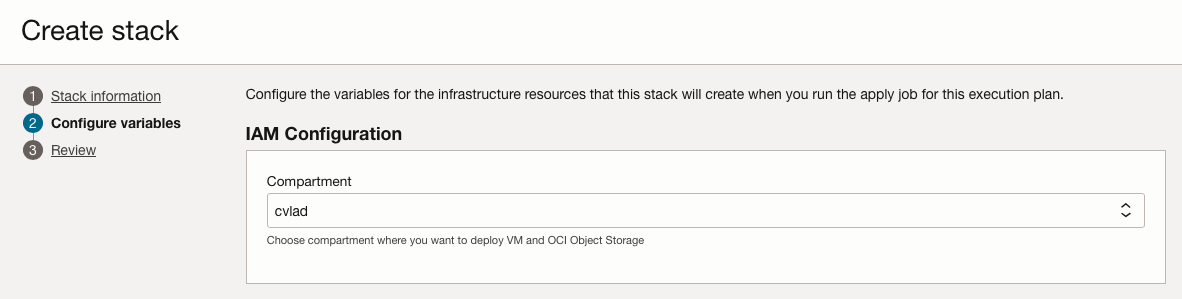 Create stack
1 Stack information
2 Configure variables
3 Review
Configure the variables for the infrastructure resources that this stack will create when you run the apply job for this execution plan.
IAM Configuration
Compartment
cvlad
Choose compartment where you want to deploy VM and OCI Object Storage